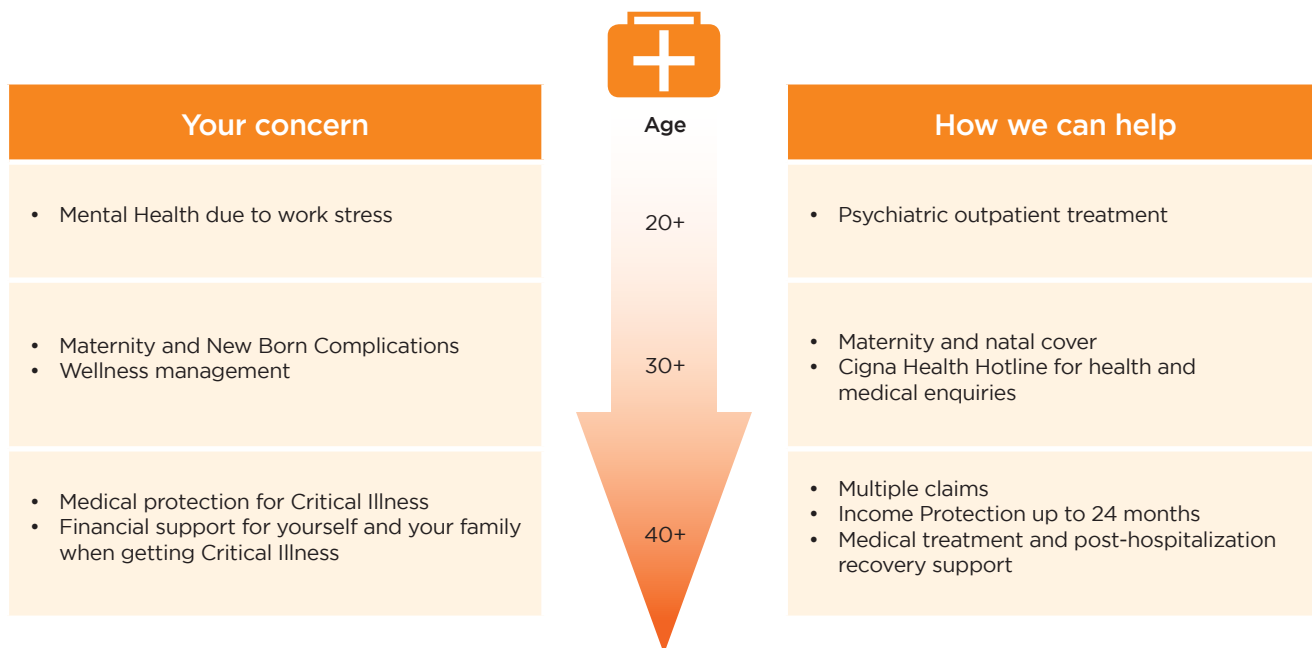 Your concern
Age
How we can help
• Mental Health due to work stress
20+
• Psychiatric outpatient treatment
• Maternity and New Born Complications
• Wellness management
30+
• Maternity and natal cover
• Cigna Health Hotline for health and
medical enquiries
• Medical protection for Critical Illness
• Financial support for yourself and your family
when getting Critical Illness
40+
• Multiple claims
• Income Protection up to 24 months
• Medical treatment and post-hospitalization
recovery support